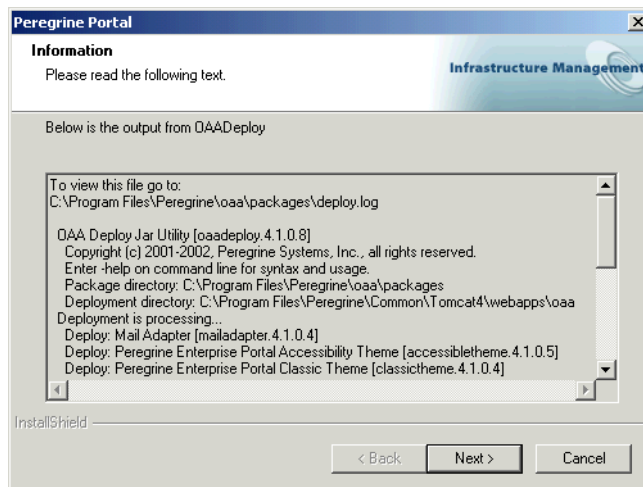 Peregrine Portal
Information
Please read the following text.
Infrastructure Management
Below is the output from OAADeploy
To view this file go to:
C:\Program Files\Peregrine\oaa\packages\deploy.log
OAA Deploy Jar Utility [oaadeploy.4.1.0.8]
Copyright (c) 2001-2002, Peregrine Systems, Inc., all rights reserved.
Enter -help on command line for syntax and usage.
Package directory: C:\Program Files\Peregrine\oaa\packages
Deployment directory: C:\Program Files\Peregrine\Common\Tomcat4\webapps\oaa
Deployment is processing...
Deploy: Mail Adapter [mailadapter.4.1.0.4]
Deploy: Peregrine Enterprise Portal Accessibility Theme [accessibletheme.4.1.0.5]
Deploy: Peregrine Enterprise Portal Classic Theme [classictheme.4.1.0.4]
InstallShield
< Back
Next >
Cancel